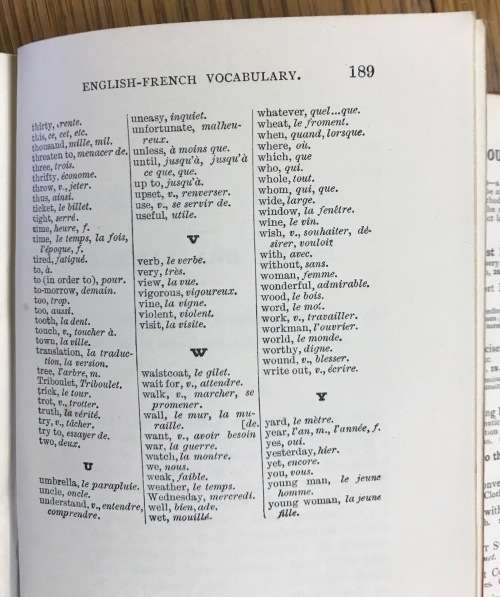 ENGLISH-FRENCH VOCABULARY. 189
thirty, trente.
this, ce, cet, etc.
thousand, mille, mil.
threaten to, menacer de.
three, trois.
thrifty, économe.
throw, v., jeter.
thus, ainsi.
ticket, le billet.
tight, serré.
time, heure, f.
time, le temps, la fois,
l'époque, f.
tired, fatigué.
to, à.
to (in order to), pour.
to-morrow, demain.
too, trop.
too, aussi.
tooth, la dent.
touch, v., toucher à.
town, la ville.
translation, la traduc-
tion, la version.
tree, l'arbre, m.
Triboulet, Triboulet.
trick, le tour.
trot, v., trotter.
truth, la vérité.
try, v., tâcher.
try to, essayer de.
two, deux.
U
umbrella, le parapluie.
uncle, oncle.
understand, v., entendre,
comprendre.
uneasy, inquiet.
unfortunate, malheu-
reux.
unless, à moins que.
until, jusqu'à, jusqu'à
ce que, que.
up to, jusqu'à.
upset, v., renverser.
use, v., se servir de.
useful, utile.
V
verb, le verbe.
very, très.
view, la vue.
vigorous, vigoureux.
vine, la vigne.
violent, violent.
visit, la visite.
W
waistcoat, le gilet.
wait for, v., attendre.
walk, v., marcher, se
promener.
wall, le mur, la mu-
raille. [de.
want, v., avoir besoin
war, la guerre.
watch, la montre.
we, nous.
weak, faible.
weather, le temps.
Wednesday, mercredi.
well, bien, adv.
wet, mouillé.
whatever, quel...que.
wheat, le froment.
when, quand, lorsque.
where, où.
which, que
who, qui.
whole, tout.
whom, qui, que.
wide, large.
window, la fenêtre.
wine, le vin.
wish, v., souhaiter, dé-
sirer, vouloir
with, avec.
without, sans.
woman, femme.
wonderful, admirable.
wood, le bois.
word, le mot.
work, v., travailler.
workman, l'ouvrier.
world, le monde.
worthy, digne.
wound, v., blesser.
write out, v., écrire.
Y
yard, le mètre.
year, l'an, m., l'année, f.
yes, oui.
yesterday, hier.
yet, encore.
you, vous.
young man, le jeune
homme.
young woman, la jeune
fille.